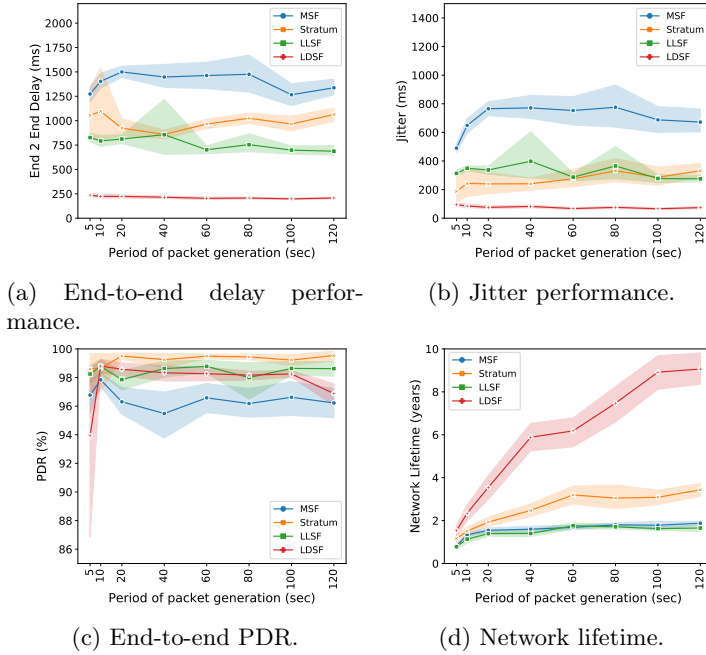 2000
1750
1500
1250
1000
750
500
250
0
End 2 End Delay (ms)
MSF
Stratum
LLSF
LDSF
5 10 20 40 60 80 100 120
Period of packet generation (sec)
(a) End-to-end delay perfor-
mance.
1400
1200
1000
800
600
400
200
0
Jitter (ms)
MSF
Stratum
LLSF
LDSF
5 10 20 40 60 80 100 120
Period of packet generation (sec)
(b) Jitter performance.
100
98
96
94
92
90
88
86
PDR (%)
MSF
Stratum
LLSF
LDSF
5 10 20 40 60 80 100 120
Period of packet generation (sec)
(c) End-to-end PDR.
10
8
6
4
2
0
Network Lifetime (years)
MSF
Stratum
LLSF
LDSF
5 10 20 40 60 80 100 120
Period of packet generation (sec)
(d) Network lifetime.